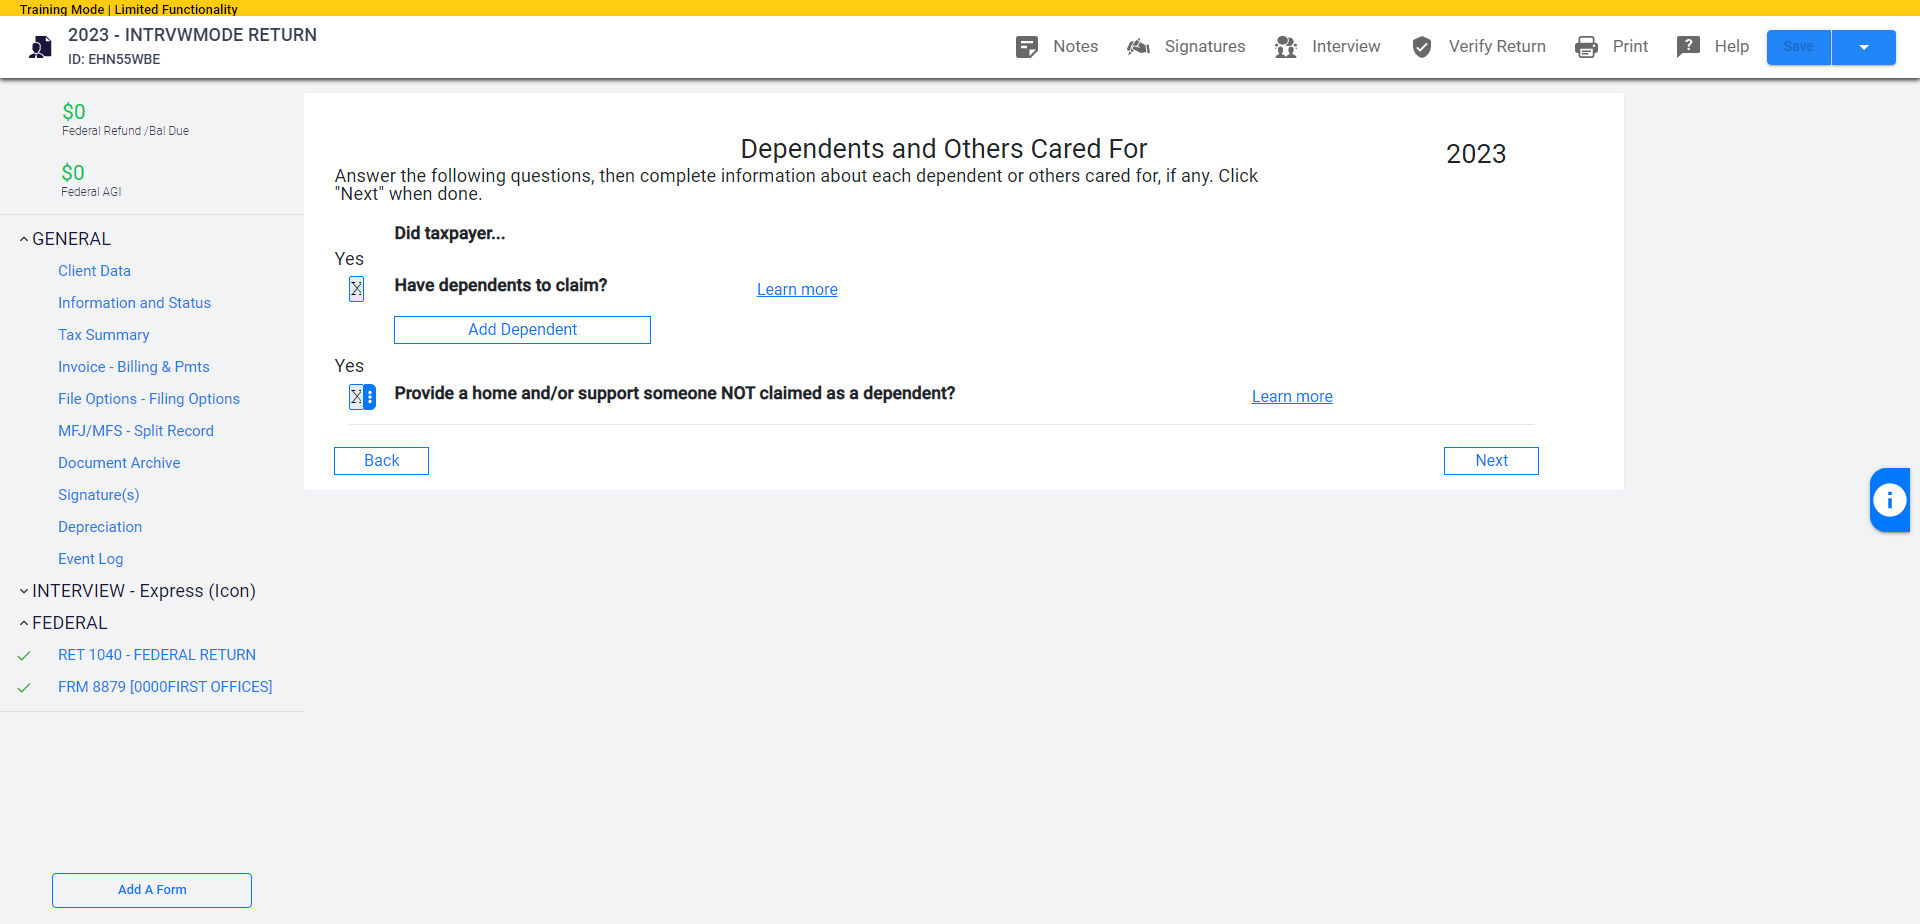 Training Mode | Limited Functionality
2023 - INTRVWMODE RETURN
ID: EHN55WBE
Notes
Signatures
Interview
Verify Return
Print
Help
Save
$0
Federal Refund /Bal Due
$0
Federal AGI
GENERAL
Client Data
Information and Status
Tax Summary
Invoice - Billing & Pmts
File Options - Filing Options
MFJ/MFS - Split Record
Document Archive
Signature(s)
Depreciation
Event Log
INTERVIEW - Express (Icon)
FEDERAL
RET 1040 - FEDERAL RETURN
FRM 8879 [0000FIRST OFFICES]
Add A Form
Dependents and Others Cared For
2023
Answer the following questions, then complete information about each dependent or others cared for, if any. Click
"Next" when done.
Did taxpayer...
Yes
X Have dependents to claim? Learn more
Add Dependent
Yes
X Provide a home and/or support someone NOT claimed as a dependent? Learn more
Back
Next